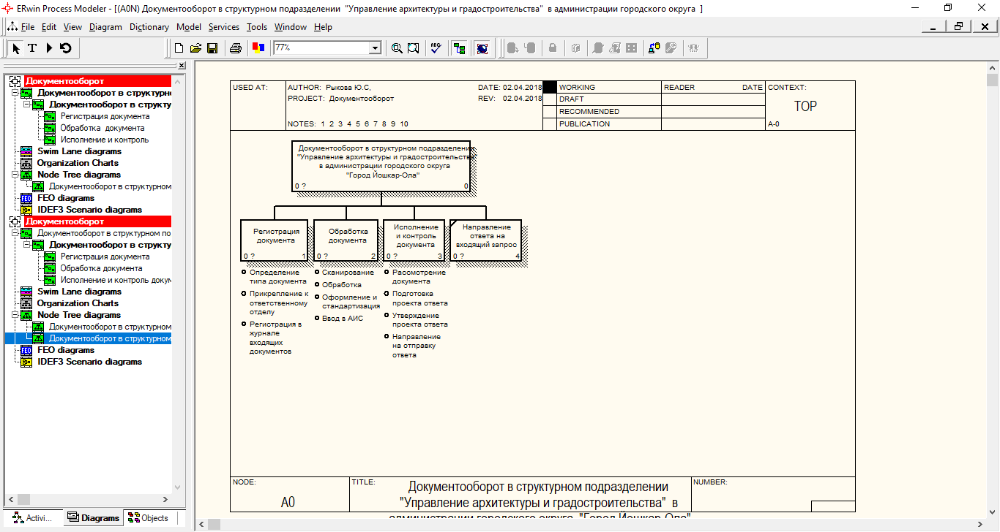 ERwin Process Modeler - [(A0N) Документооборот в структурном подразделении "Управление архитектуры и градостроительства" в администрации городского округа ]
File Edit View Diagram Dictionary Model Services Tools Window Help
T
77%
ABC
Документооборот
Документооборот в структурн
Документооборот в структу
Регистрация документа
Обработка документа
Исполнение и контроль
Swim Lane diagrams
Organization Charts
Node Tree diagrams
Документооборот в структурном
FEO diagrams
IDEF3 Scenario diagrams
Документооборот
Документооборот в структурном по
Документооборот в структу
Регистрация документа
Обработка документа
Исполнение и контроль докум
Swim Lane diagrams
Organization Charts
Node Tree diagrams
Документооборот в структурном
Документооборот в структурном
FEO diagrams
IDEF3 Scenario diagrams
Activi...
Diagrams
Objects
USED AT:
AUTHOR: Рыкова Ю.С,
DATE: 02.04.2018
PROJECT: Документооборот
REV: 02.04.2018
NOTES: 1 2 3 4 5 6 7 8 9 10
WORKING
DRAFT
RECOMMENDED
PUBLICATION
READER
DATE
CONTEXT:
TOP
A-0
Документооборот в структурном подразделении
"Управление архитектуры и градостроительства"
в администрации городского округа
"Город Йошкар-Ола"
0 ?
0
Регистрация
документа
0 ?
1
Обработка
документа
0 ?
2
Исполнение
и контроль
документа
0 ?
3
Направление
ответа на
входящий запрос
0 ?
4
Определение
типа документа
Прикрепление к
ответственному
отделу
Регистрация в
журнале
входящих
документов
Сканирование
Обработка
Оформление и
стандартизация
Ввод в АИС
Рассмотрение
документа
Подготовка
проекта ответа
Утверждение
проекта ответа
Направление
на отправку
ответа
NODE:
A0
TITLE:
Документооборот в структурном подразделении
"Управление архитектуры и градостроительства" в
администрации городского округа "Город Йошкар-Ола"
NUMBER: